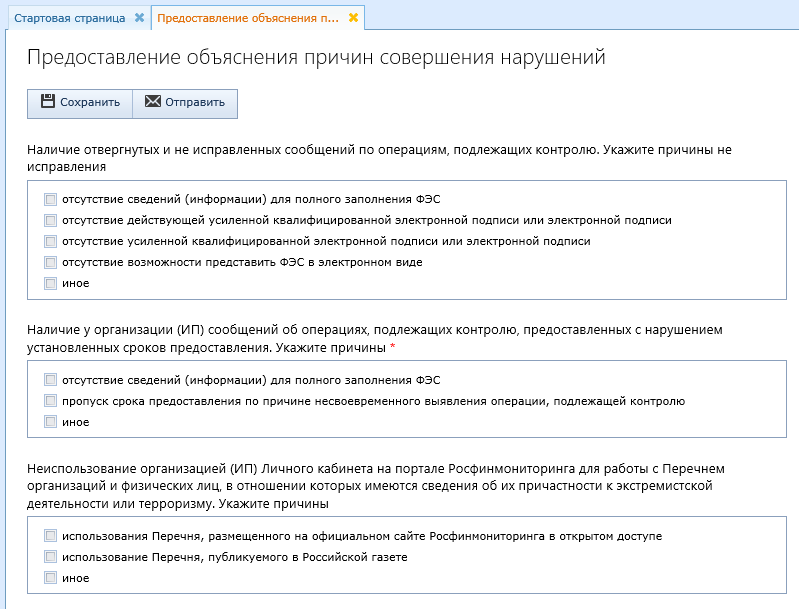 Стартовая страница
Предоставление объяснения п...
Предоставление объяснения причин совершения нарушений
Сохранить
Отправить
Наличие отвергнутых и не исправленных сообщений по операциям, подлежащих контролю. Укажите причины не
исправления
отсутствие сведений (информации) для полного заполнения ФЭС
отсутствие действующей усиленной квалифицированной электронной подписи или электронной подписи
отсутствие усиленной квалифицированной электронной подписи или электронной подписи
отсутствие возможности представить ФЭС в электронном виде
иное
Наличие у организации (ИП) сообщений об операциях, подлежащих контролю, предоставленных с нарушением
установленных сроков предоставления. Укажите причины *
отсутствие сведений (информации) для полного заполнения ФЭС
пропуск срока предоставления по причине несвоевременного выявления операции, подлежащей контролю
иное
Неиспользование организацией (ИП) Личного кабинета на портале Росфинмониторинга для работы с Перечнем
организаций и физических лиц, в отношении которых имеются сведения об их причастности к экстремистской
деятельности или терроризму. Укажите причины
использования Перечня, размещенного на официальном сайте Росфинмониторинга в открытом доступе
использование Перечня, публикуемого в Российской газете
иное